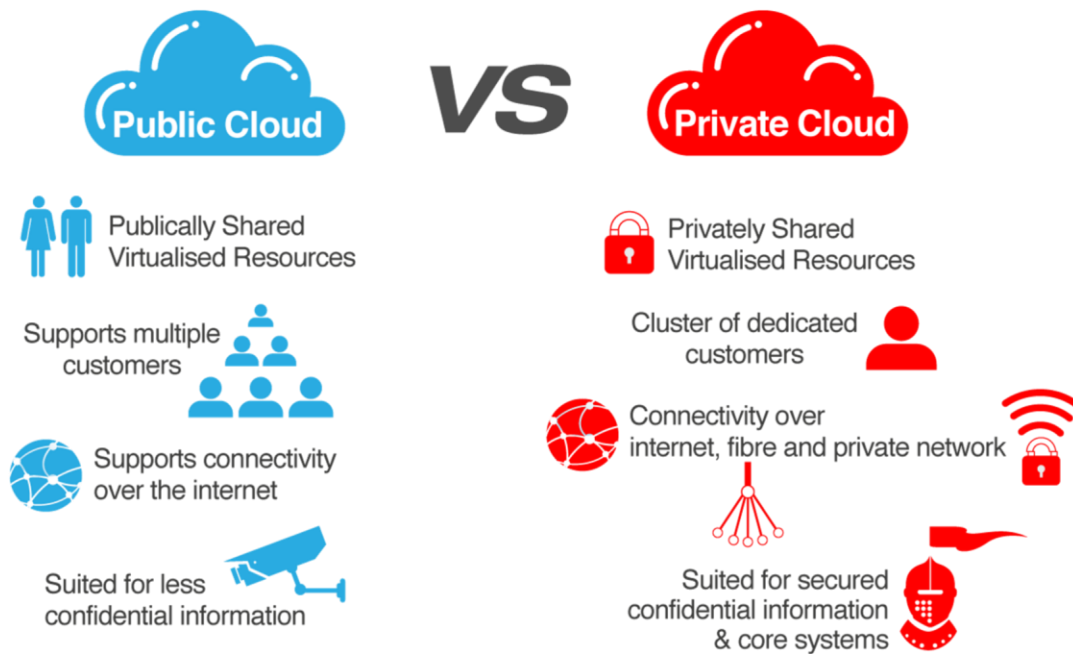 Public Cloud
VS
Private Cloud
Publically Shared
Virtualised Resources
Supports multiple
customers
Supports connectivity
over the internet
Suited for less
confidential information
Privately Shared
Virtualised Resources
Cluster of dedicated
customers
Connectivity over
internet, fibre and private network
Suited for secured
confidential information
& core systems